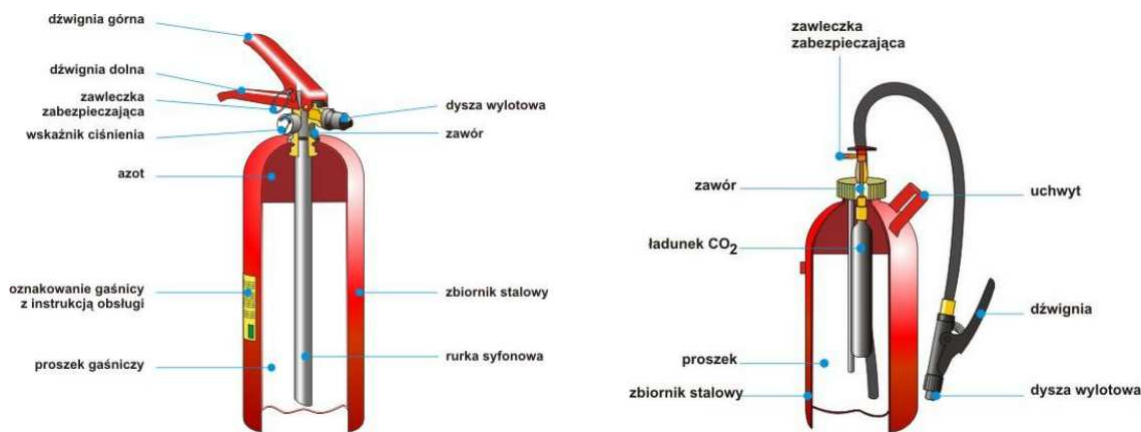 dźwignia górna
dźwignia dolna
zawleczka
zabezpieczająca
wskaźnik ciśnienia
azot
oznakowanie gaśnicy
z instrukcją obsługi
proszek gaśniczy
dysza wylotowa
zawór
zbiornik stalowy
rurka syfonowa
zawleczka
zabezpieczająca
zawór
ładunek CO₂
proszek
zbiornik stalowy
uchwyt
dźwignia
dysza wylotowa